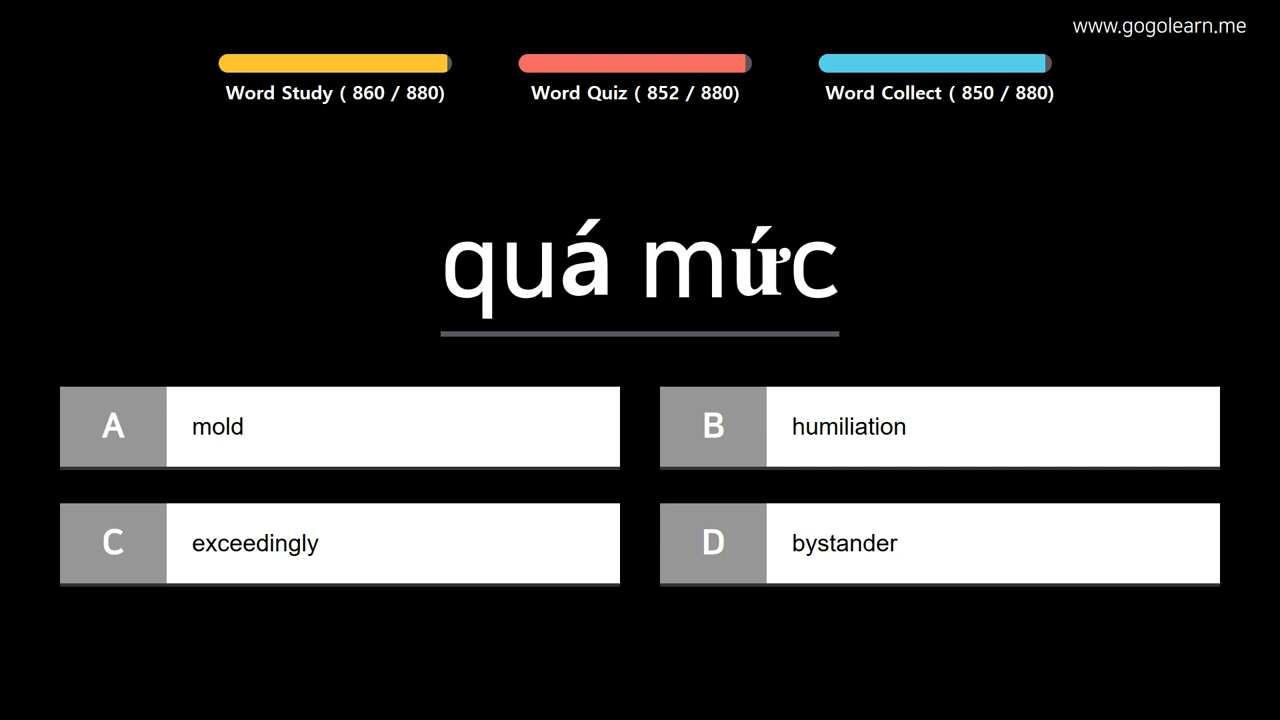 www.gogolearn.me
Word Study ( 860 / 880)
Word Quiz ( 852 / 880)
Word Collect ( 850 / 880)
quá mức
A mold
B humiliation
C exceedingly
D bystander